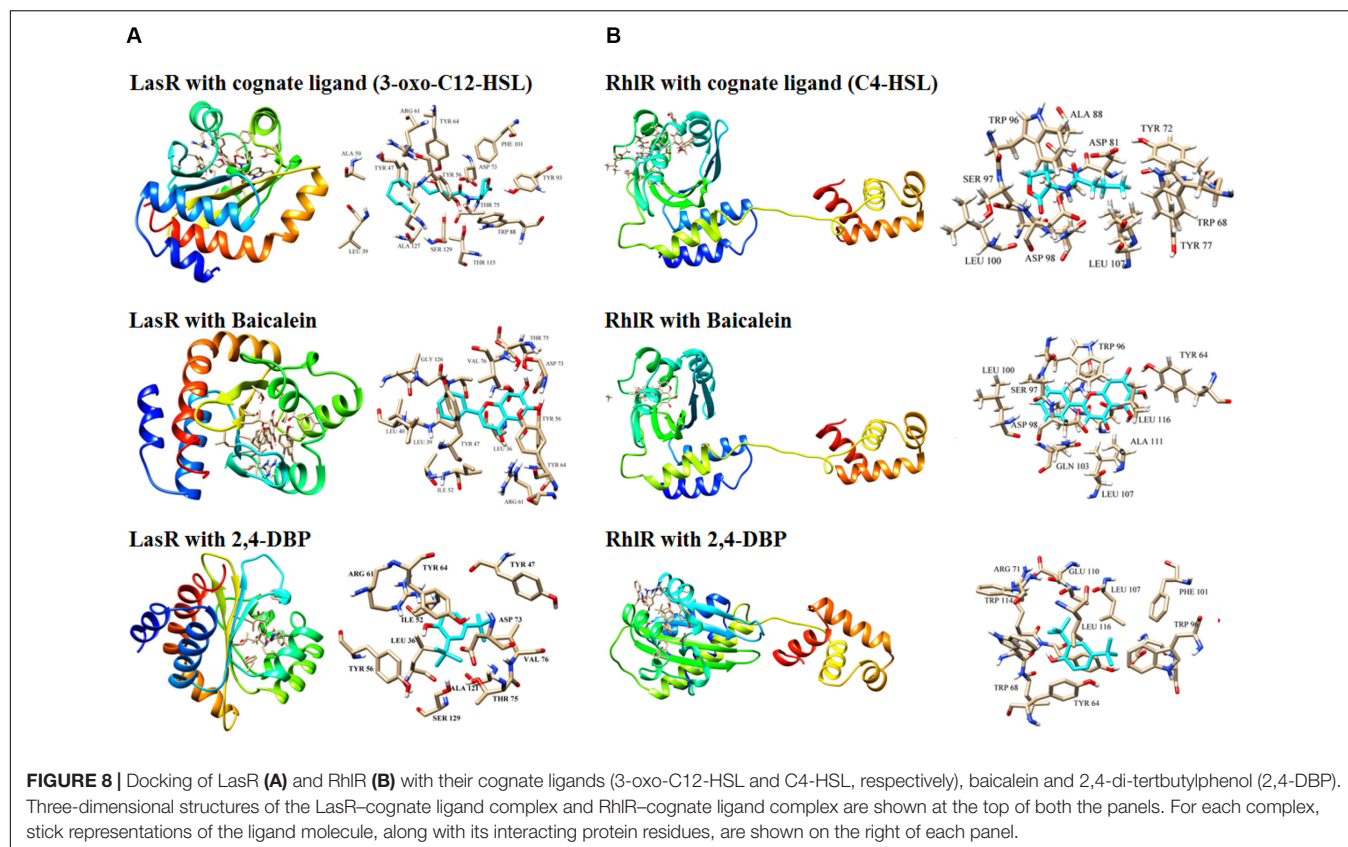 A
B
LasR with cognate ligand (3-oxo-C12-HSL)
ARG 61
TYR 64
PHE 101
ALA 50
TYR 47
TYR 56
ASP 73
TYR 93
THR 75
LEU 39
ALA 127
SER 129
TRP 88
THR 115
RhlR with cognate ligand (C4-HSL)
TRP 96
ALA 88
TYR 72
ASP 81
SER 97
TRP 68
LEU 100
ASP 98
LEU 107
TYR 77
LasR with Baicalein
GLY 126
VAL 76
THR 75
ASP 73
TYR 56
LEU 40
LEU 39
TYR 47
LEU 36
TYR 64
ILE 52
ARG 61
RhlR with Baicalein
TRP 96
TYR 64
LEU 100
SER 97
LEU 116
ASP 98
ALA 111
GLN 103
LEU 107
LasR with 2,4-DBP
ARG 61
TYR 64
TYR 47
ILE 52
ASP 73
LEU 36
VAL 76
TYR 56
ALA 121
THR 75
SER 129
RhlR with 2,4-DBP
ARG 71
GLU 110
LEU 107
PHE 101
TRP 114
LEU 116
TRP 96
TRP 68
TYR 64
FIGURE 8 | Docking of LasR (A) and RhlR (B) with their cognate ligands (3-oxo-C12-HSL and C4-HSL, respectively), baicalein and 2,4-di-tertbutylphenol (2,4-DBP).
Three-dimensional structures of the LasR–cognate ligand complex and RhlR–cognate ligand complex are shown at the top of both the panels. For each complex,
stick representations of the ligand molecule, along with its interacting protein residues, are shown on the right of each panel.